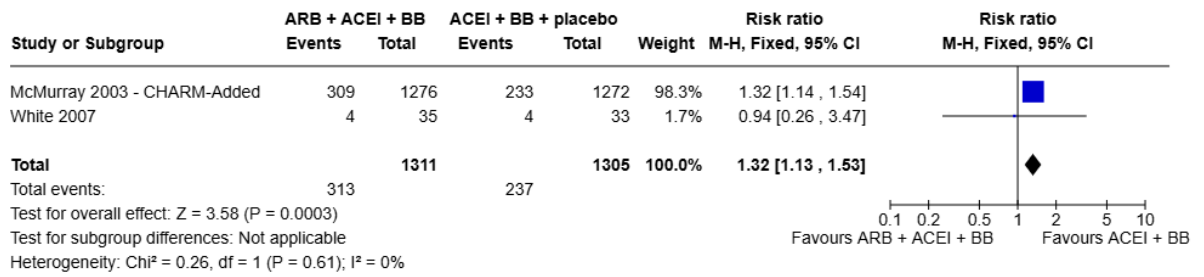 ARB + ACEI + BB ACEI + BB + placebo Risk ratio Risk ratio
Study or Subgroup Events Total Events Total Weight M-H, Fixed, 95% CI M-H, Fixed, 95% CI
McMurray 2003 - CHARM-Added 309 1276 233 1272 98.3% 1.32 [1.14 , 1.54]
White 2007 4 35 4 33 1.7% 0.94 [0.26 , 3.47]
Total 1311 1305 100.0% 1.32 [1.13 , 1.53]
Total events: 313 237
Test for overall effect: Z = 3.58 (P = 0.0003) 0.1 0.2 0.5 1 2 5 10
Test for subgroup differences: Not applicable Favours ARB + ACEI + BB Favours ACEI + BB
Heterogeneity: Chi² = 0.26, df = 1 (P = 0.61); I² = 0%